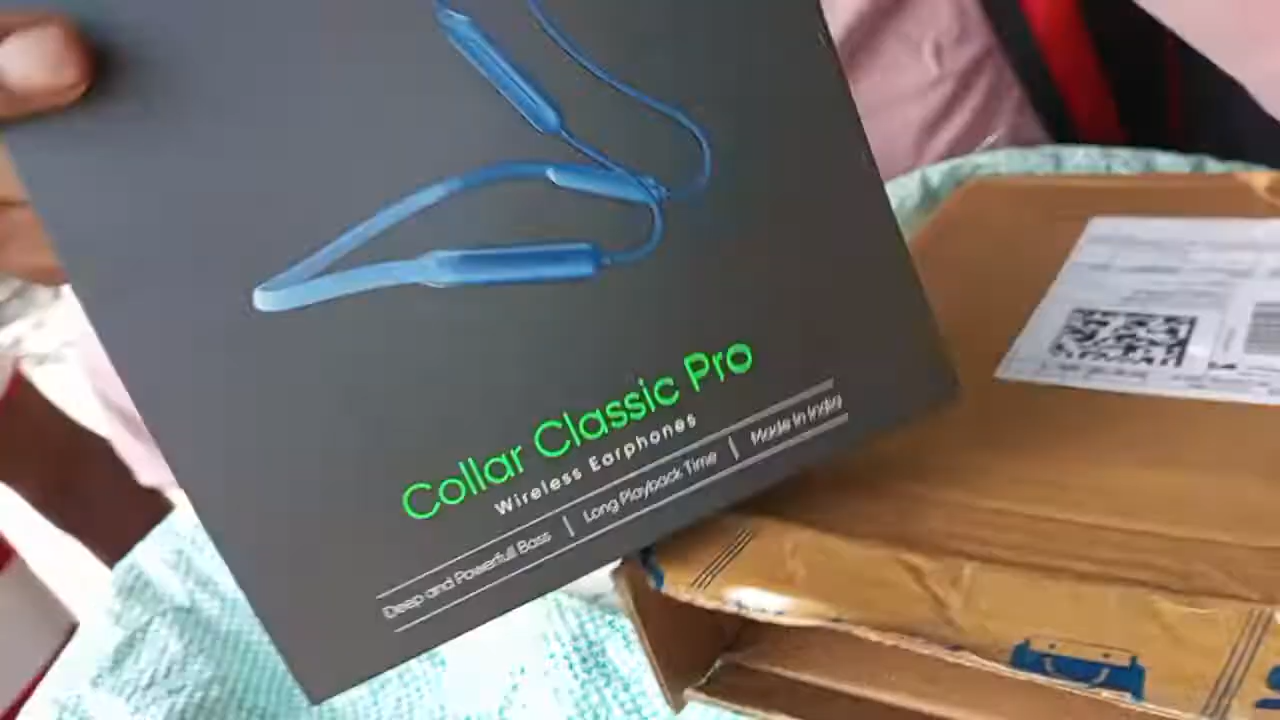 Collar Classic Pro
Wireless Earphones
Deep and Powerfull Bass | Long Playback Time | Made In India